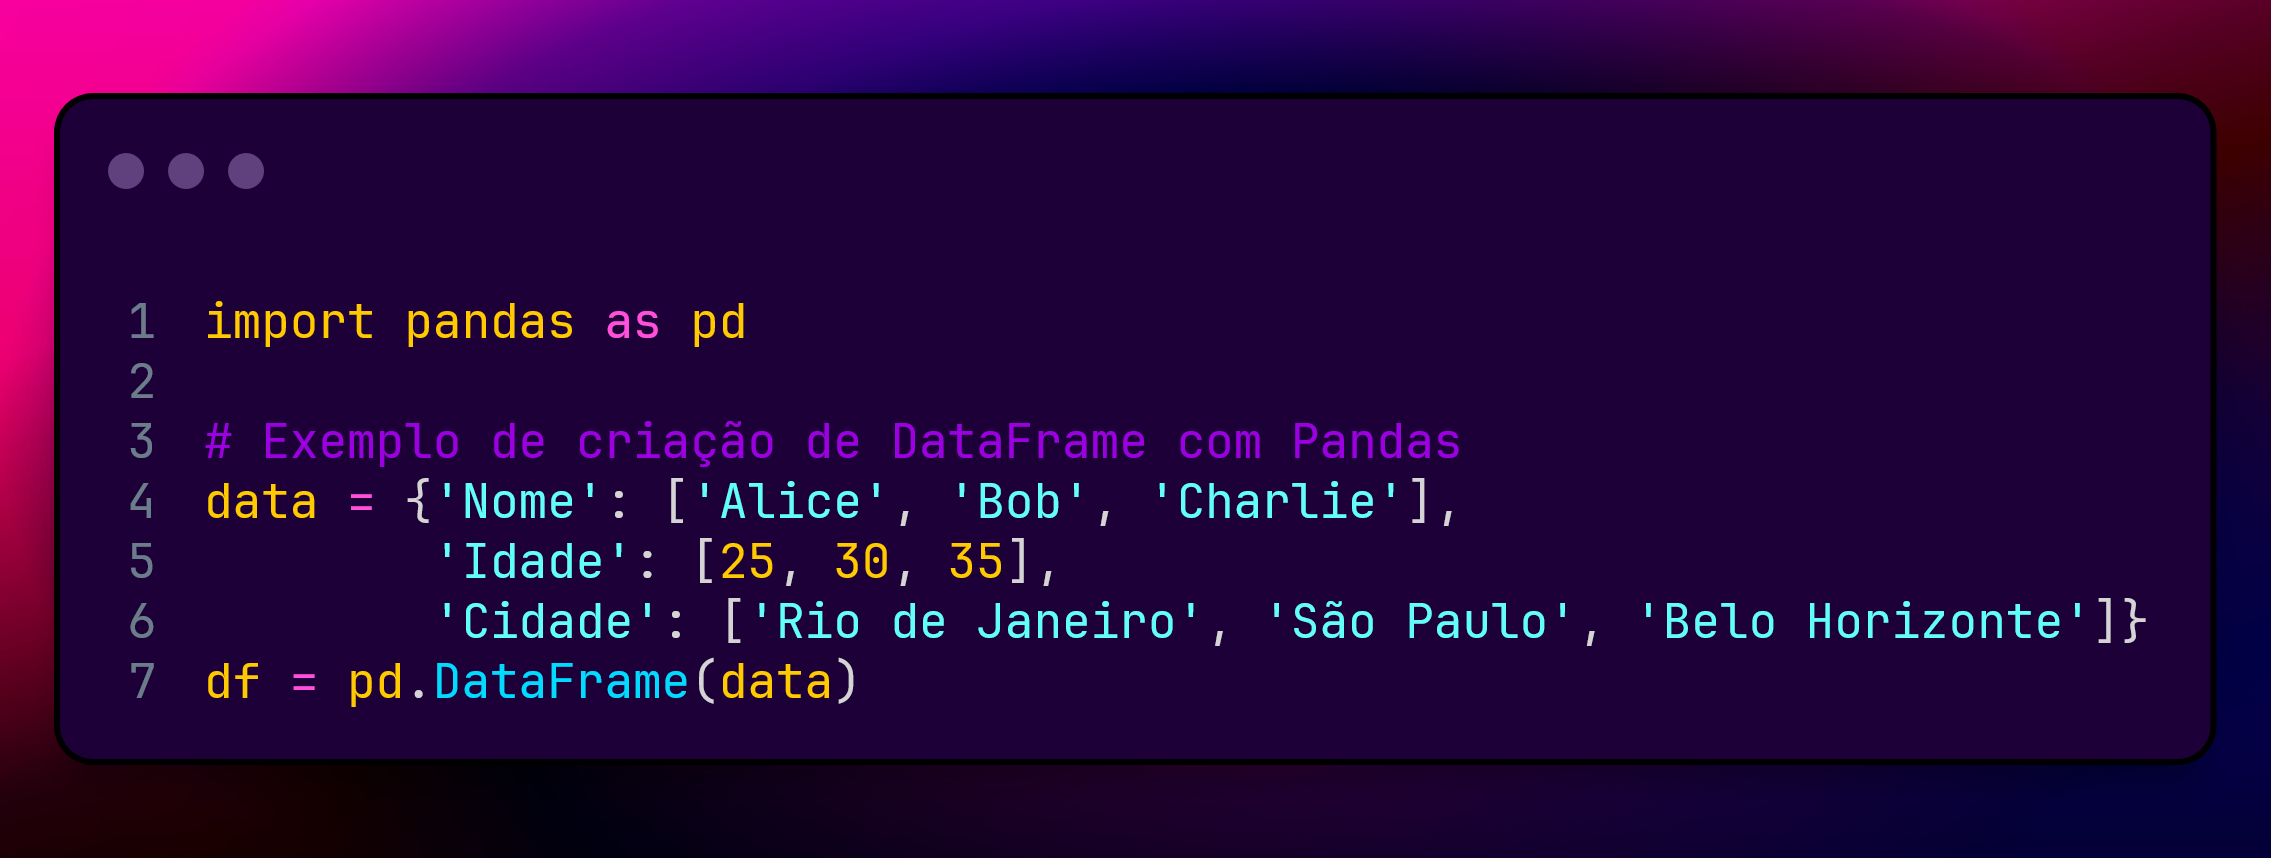 1 import pandas as pd
2
3 # Exemplo de criação de DataFrame com Pandas
4 data = {'Nome': ['Alice', 'Bob', 'Charlie'],
5         'Idade': [25, 30, 35],
6         'Cidade': ['Rio de Janeiro', 'São Paulo', 'Belo Horizonte']}
7 df = pd.DataFrame(data)